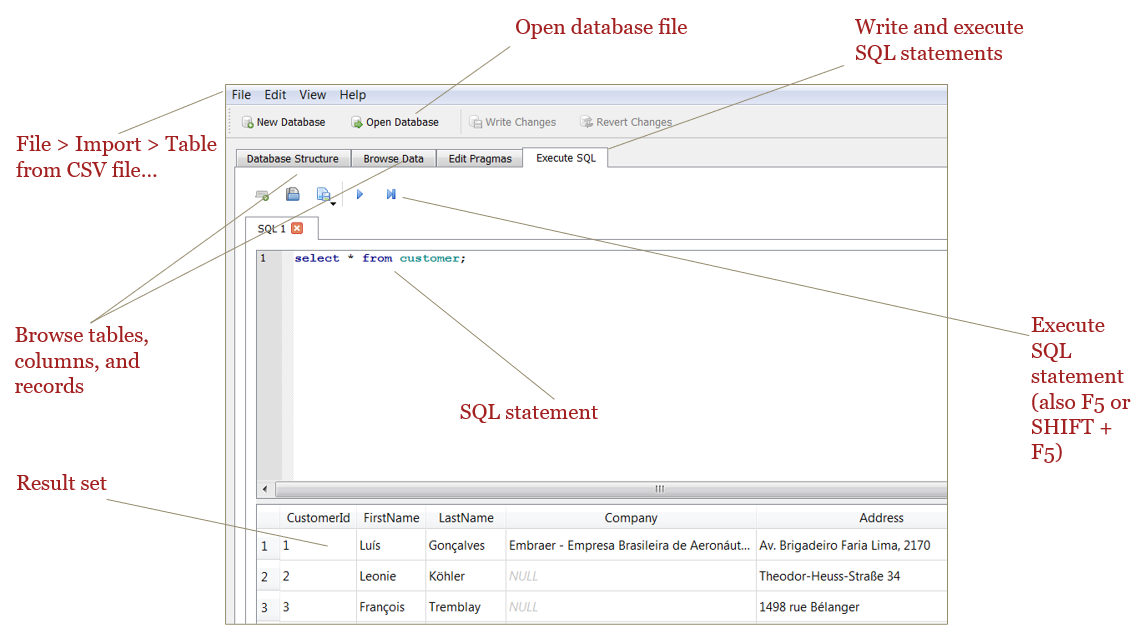 Open database file
Write and execute
SQL statements
File > Import > Table
from CSV file...
File Edit View Help
New Database Open Database Write Changes Revert Changes
Database Structure Browse Data Edit Pragmas Execute SQL
SQL 1
1 select * from customer;
Browse tables,
columns, and
records
Execute
SQL
statement
(also F5 or
SHIFT +
F5)
SQL statement
Result set
CustomerId FirstName LastName Company Address
1 1 Luís Gonçalves Embraer - Empresa Brasileira de Aeronáut... Av. Brigadeiro Faria Lima, 2170
2 2 Leonie Köhler NULL Theodor-Heuss-Straße 34
3 3 François Tremblay NULL 1498 rue Bélanger